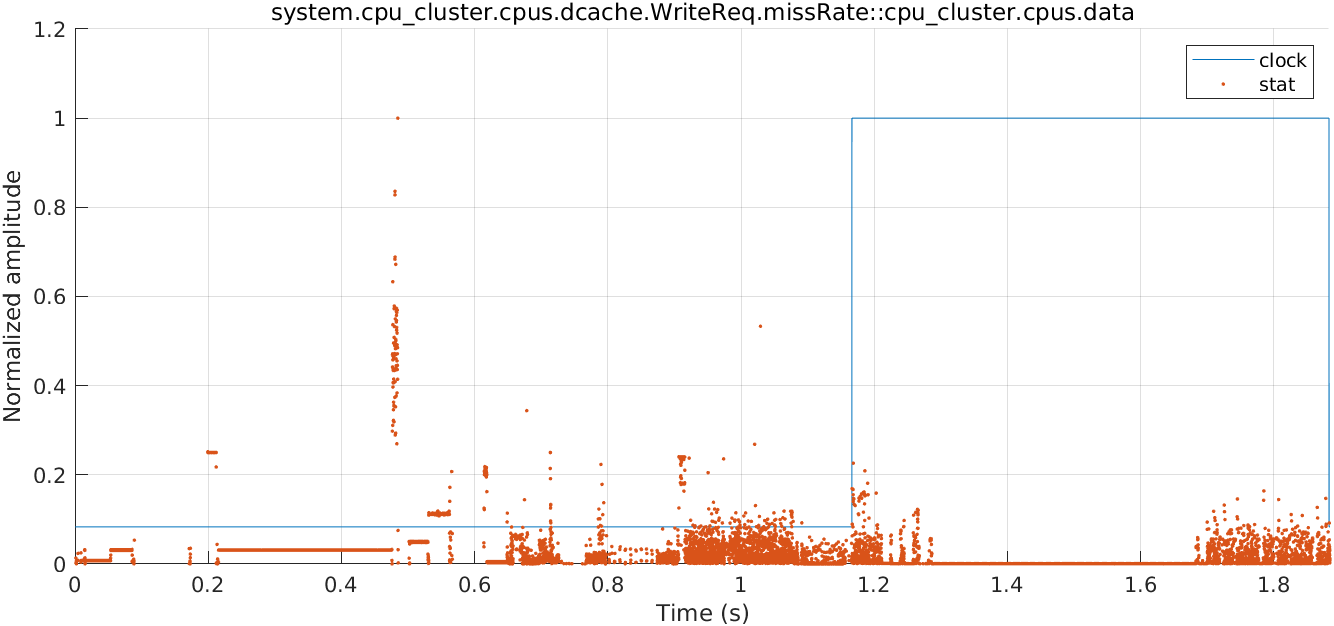 system.cpu_cluster.cpus.dcache.WriteReq.missRate::cpu_cluster.cpus.data
1.2
1
0.8
0.6
0.4
0.2
0
Normalized amplitude
clock
stat
0 0.2 0.4 0.6 0.8 1 1.2 1.4 1.6 1.8
Time (s)